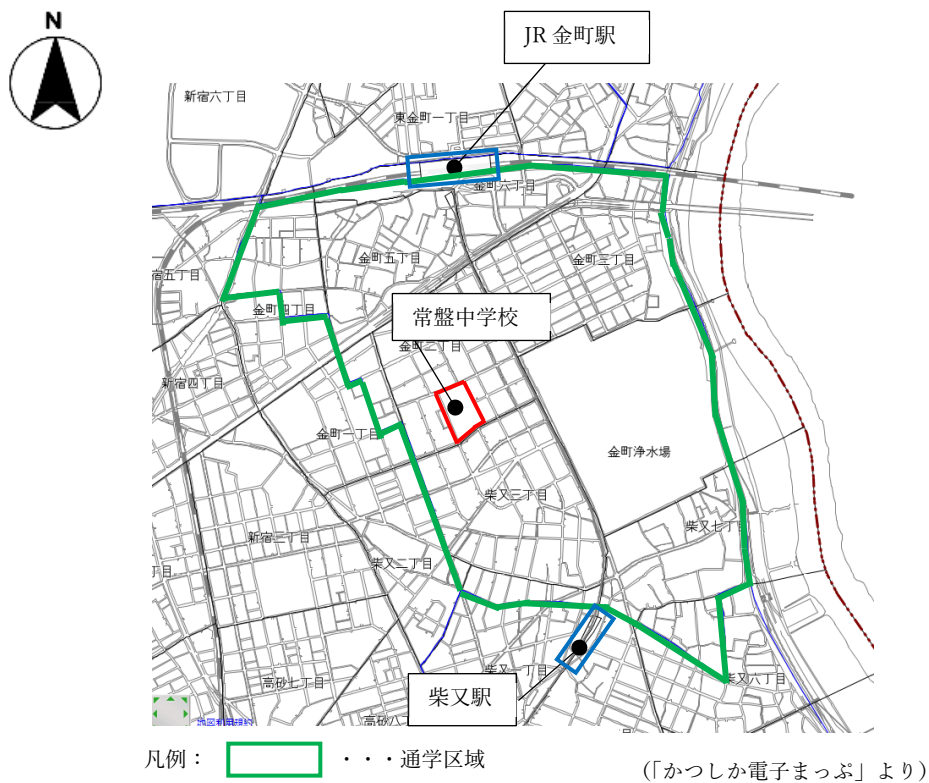 N
JR 金町駅
新宿六丁目
東金町一丁目
金町六丁目
金町五丁目
金町三丁目
宿五丁目
金町四丁目
常盤中学校
金町二丁目
新宿四丁目
金町一丁目
金町浄水場
柴又三丁目
柴又七丁目
新宿二丁目
柴又二丁目
丁目
柴又一丁目
柴又六丁目
高砂七丁目
柴又駅
高砂八
凡例：
・・・通学区域
(「かつしか電子まっぷ」より)